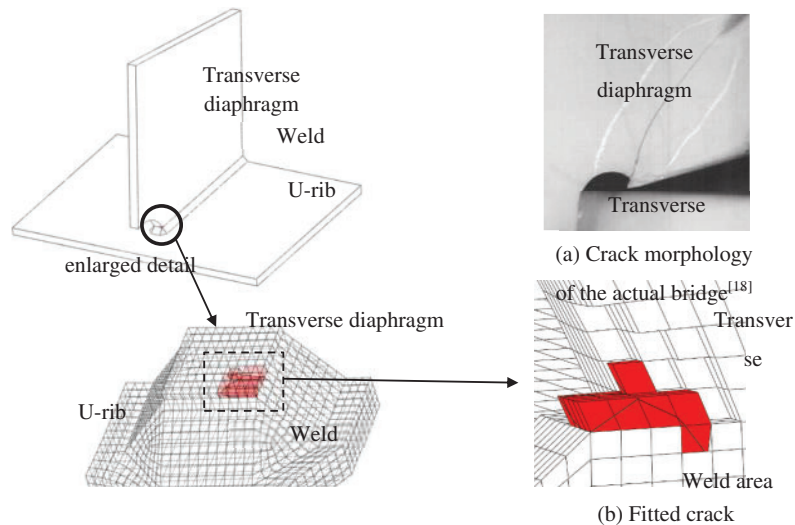 Transverse
diaphragm
Weld
U-rib
enlarged detail
Transverse diaphragm
U-rib
Weld
Transverse
diaphragm
Transverse
(a) Crack morphology
of the actual bridge[18]
Transver
se
Weld area
(b) Fitted crack